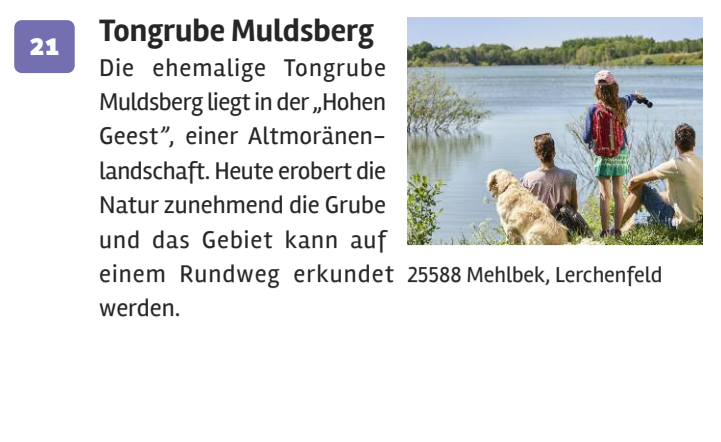 21
Tongrube Muldsberg
Die ehemalige Tongrube
Muldsberg liegt in der „Hohen
Geest”, einer Altmoränen-
landschaft. Heute erobert die
Natur zunehmend die Grube
und das Gebiet kann auf
einem Rundweg erkundet
werden.
25588 Mehlbek, Lerchenfeld